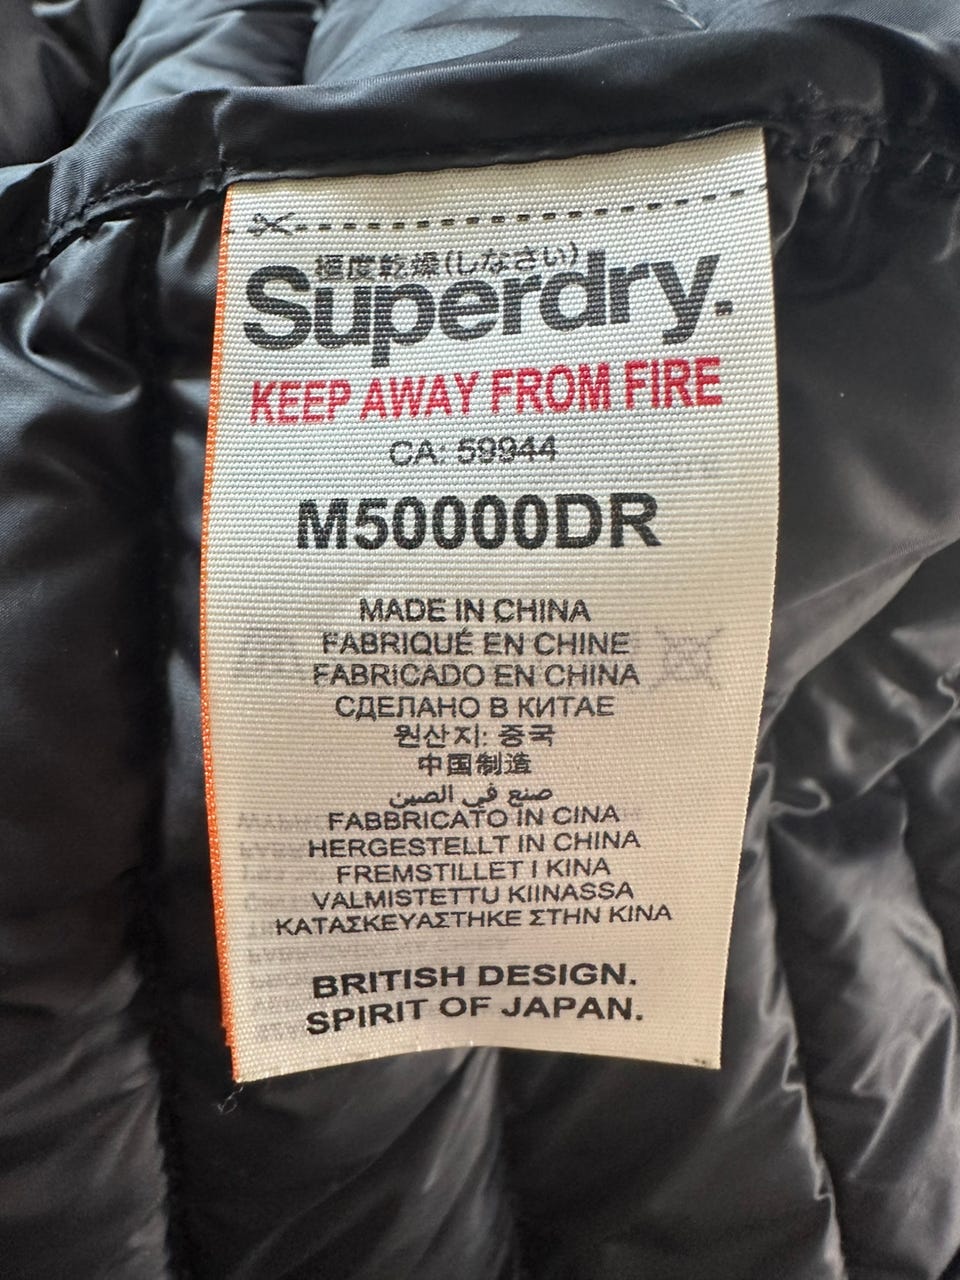 極度乾燥(しなさい)
Superdry.
KEEP AWAY FROM FIRE
CA: 59944
M50000DR
MADE IN CHINA
FABRIQUÉ EN CHINE
FABRICADO EN CHINA
СДЕЛАНО В КИТАЕ
원산지: 중국
中国制造
صنع في الصين
FABBRICATO IN CINA
HERGESTELLT IN CHINA
FREMSTILLET I KINA
VALMISTETTU KIINASSA
ΚΑΤΑΣΚΕΥΑΣΤΗΚΕ ΣΤΗΝ ΚΙΝΑ
BRITISH DESIGN.
SPIRIT OF JAPAN.